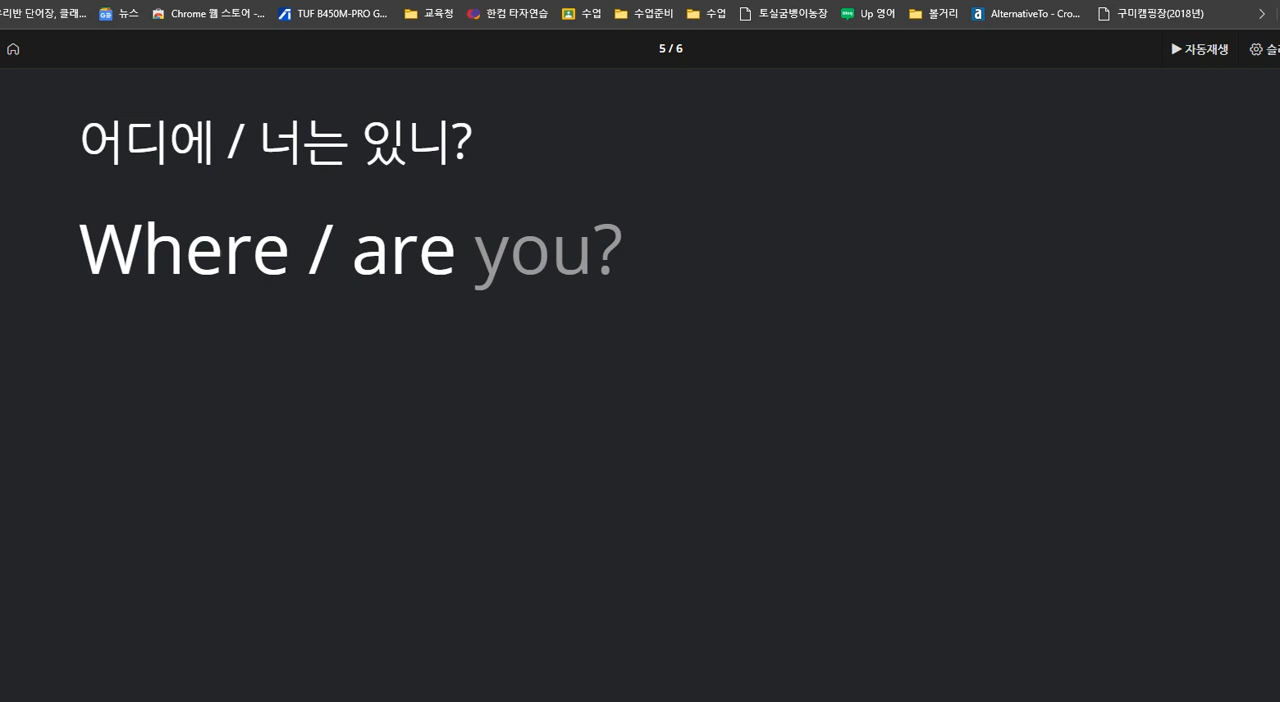 우리반 단어장, 클래... 뉴스 Chrome 웹 스토어 -... TUF B450M-PRO G... 교육청 한컴 타자연습 수업 수업준비 수업 토실굼벵이농장 Up 영어 볼거리 AlternativeTo - Cro... 구미캠핑장(2018년)
5 / 6 자동재생
어디에 / 너는 있니?
Where / are you?